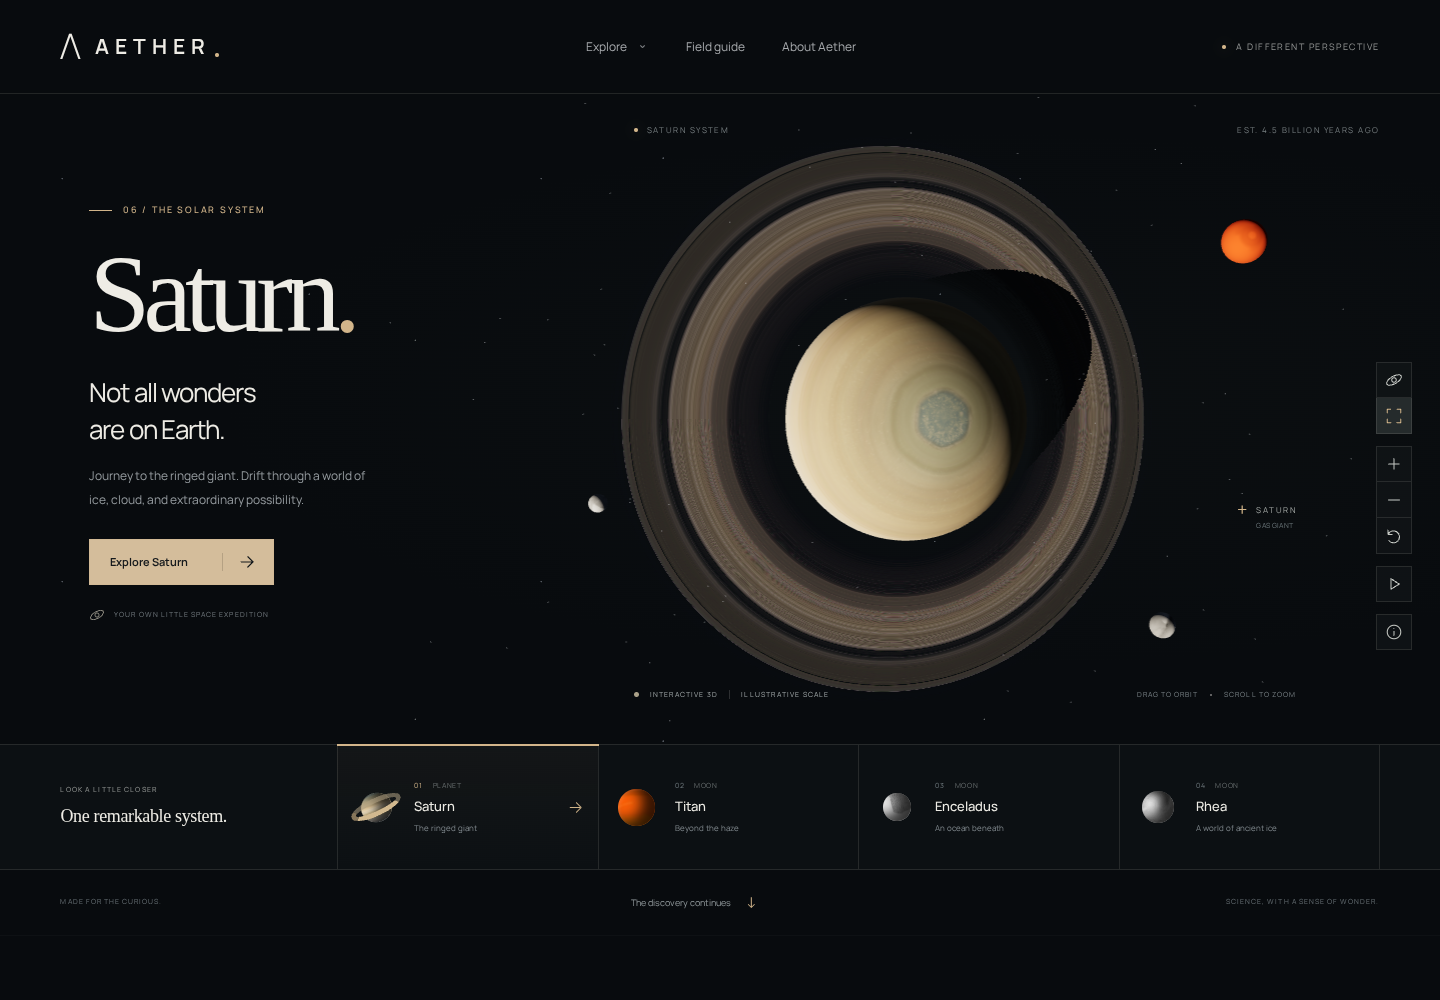 AETHER.
Explore
Field guide
About Aether
A DIFFERENT PERSPECTIVE
SATURN SYSTEM
EST. 4.5 BILLION YEARS AGO
06 / THE SOLAR SYSTEM
Saturn.
Not all wonders
are on Earth.
Journey to the ringed giant. Drift through a world of
ice, cloud, and extraordinary possibility.
Explore Saturn
YOUR OWN LITTLE SPACE EXPEDITION
SATURN
GAS GIANT
INTERACTIVE 3D | ILLUSTRATIVE SCALE
DRAG TO ORBIT • SCROLL TO ZOOM
LOOK A LITTLE CLOSER
One remarkable system.
01 PLANET
Saturn
The ringed giant
02 MOON
Titan
Beyond the haze
03 MOON
Enceladus
An ocean beneath
04 MOON
Rhea
A world of ancient ice
MADE FOR THE CURIOUS.
The discovery continues
SCIENCE, WITH A SENSE OF WONDER.